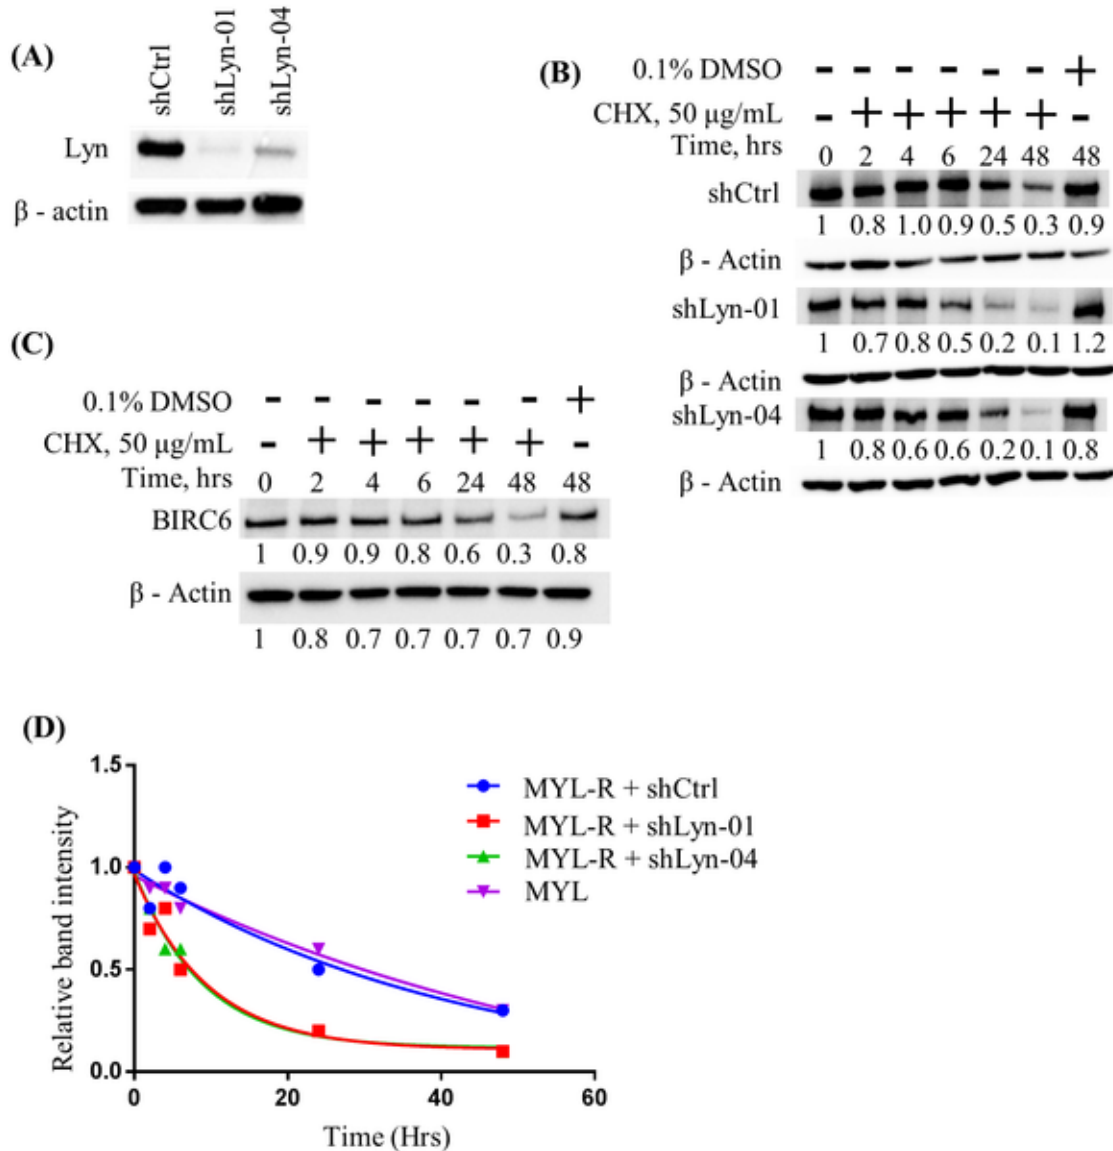 (A)
shCtrl
shLyn-01
shLyn-04
Lyn
β - actin
(B)
0.1% DMSO - - - - - - +
CHX, 50 μg/mL - + + + + + -
Time, hrs 0 2 4 6 24 48 48
shCtrl
1 0.8 1.0 0.9 0.5 0.3 0.9
β - Actin
shLyn-01
1 0.7 0.8 0.5 0.2 0.1 1.2
β - Actin
shLyn-04
1 0.8 0.6 0.6 0.2 0.1 0.8
β - Actin
(C)
0.1% DMSO - - - - - - +
CHX, 50 μg/mL - + + + + + -
Time, hrs 0 2 4 6 24 48 48
BIRC6
1 0.9 0.9 0.8 0.6 0.3 0.8
β - Actin
1 0.8 0.7 0.7 0.7 0.7 0.9
(D)
1.5
1.0
0.5
0.0
Relative band intensity
0 20 40 60
Time (Hrs)
MYL-R + shCtrl
MYL-R + shLyn-01
MYL-R + shLyn-04
MYL